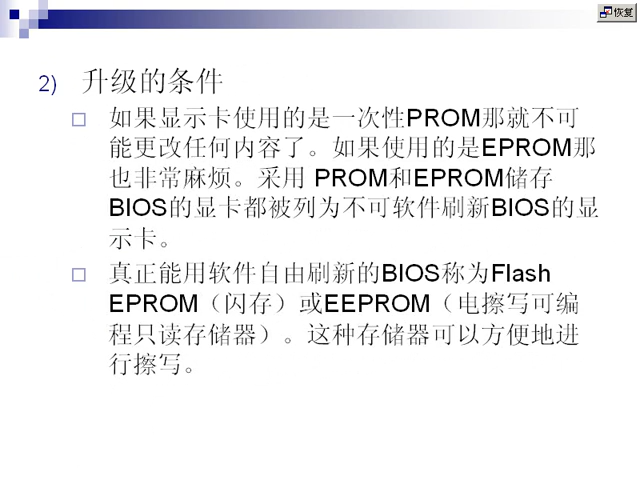 恢复
2) 升级的条件
如果显示卡使用的是一次性PROM那就不可
能更改任何内容了。如果使用的是EPROM那
也非常麻烦。采用 PROM和EPROM储存
BIOS的显卡都被列为不可软件刷新BIOS的显
示卡。
真正能用软件自由刷新的BIOS称为Flash
EPROM（闪存）或EEPROM（电擦写可编
程只读存储器）。这种存储器可以方便地进
行擦写。